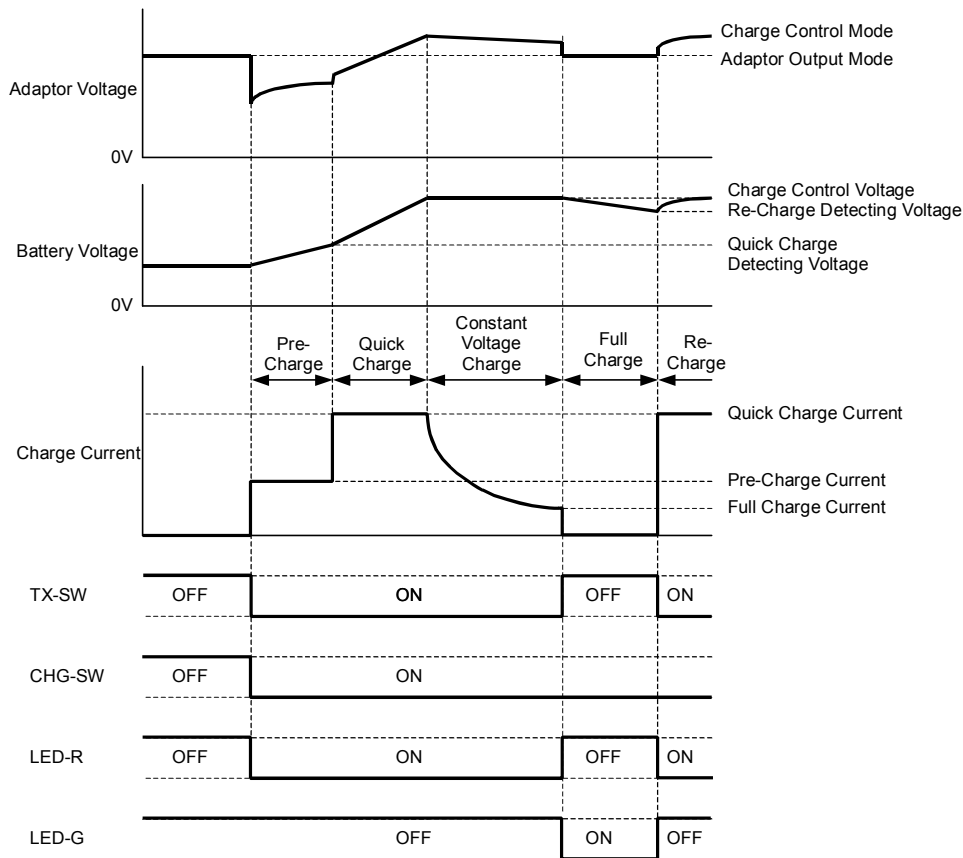 Charge Control Mode
Adaptor Output Mode
Adaptor Voltage
0V
Charge Control Voltage
Re-Charge Detecting Voltage
Battery Voltage
Quick Charge
Detecting Voltage
0V
Pre-
Charge
Quick
Charge
Constant
Voltage
Charge
Full
Charge
Re-
Charge
Quick Charge Current
Charge Current
Pre-Charge Current
Full Charge Current
TX-SW OFF ON OFF ON
CHG-SW OFF ON
LED-R OFF ON OFF ON
LED-G OFF ON OFF